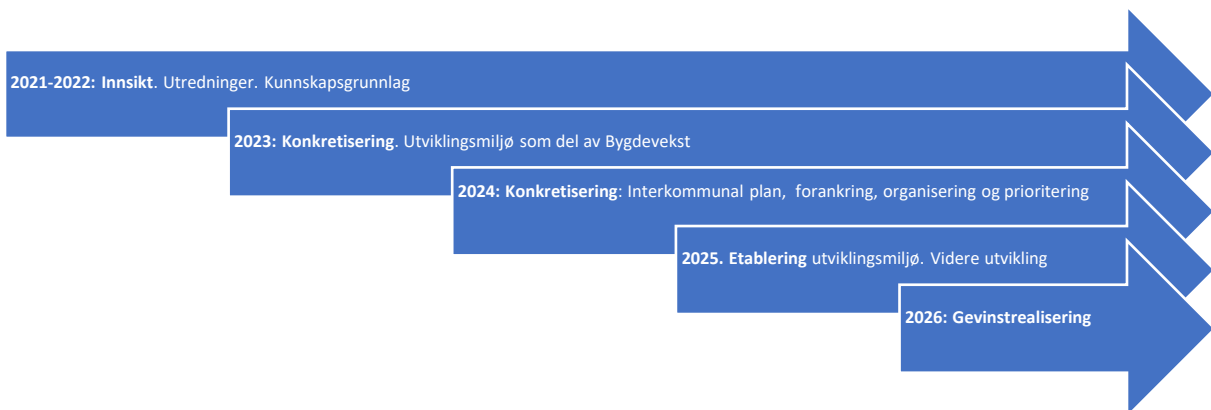 2021-2022: Innsikt. Utredninger. Kunnskapsgrunnlag
2023: Konkretisering. Utviklingsmiljø som del av Bygdevekst
2024: Konkretisering: Interkommunal plan, forankring, organisering og prioritering
2025. Etablering utviklingsmiljø. Videre utvikling
2026: Gevinstrealisering